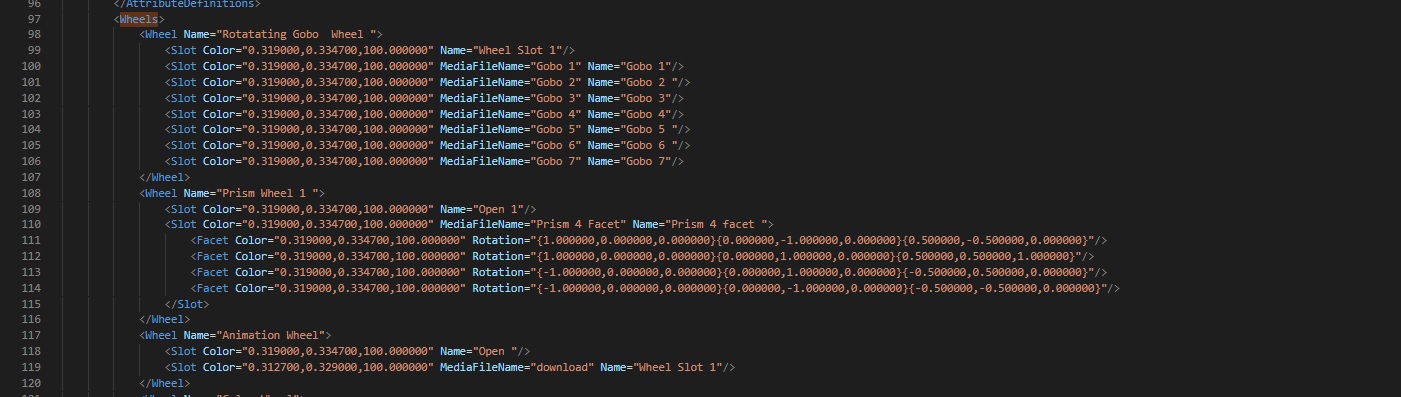 96 </AttributeDefinitions>
97 <Wheels>
98 <Wheel Name="Rotatating Gobo  Wheel ">
99 <Slot Color="0.319000,0.334700,100.000000" Name="Wheel Slot 1"/>
100 <Slot Color="0.319000,0.334700,100.000000" MediaFileName="Gobo 1" Name="Gobo 1"/>
101 <Slot Color="0.319000,0.334700,100.000000" MediaFileName="Gobo 2" Name="Gobo 2 "/>
102 <Slot Color="0.319000,0.334700,100.000000" MediaFileName="Gobo 3" Name="Gobo 3"/>
103 <Slot Color="0.319000,0.334700,100.000000" MediaFileName="Gobo 4" Name="Gobo 4"/>
104 <Slot Color="0.319000,0.334700,100.000000" MediaFileName="Gobo 5" Name="Gobo 5 "/>
105 <Slot Color="0.319000,0.334700,100.000000" MediaFileName="Gobo 6" Name="Gobo 6 "/>
106 <Slot Color="0.319000,0.334700,100.000000" MediaFileName="Gobo 7" Name="Gobo 7"/>
107 </Wheel>
108 <Wheel Name="Prism Wheel 1 ">
109 <Slot Color="0.319000,0.334700,100.000000" Name="Open 1"/>
110 <Slot Color="0.319000,0.334700,100.000000" MediaFileName="Prism 4 Facet" Name="Prism 4 facet ">
111 <Facet Color="0.319000,0.334700,100.000000" Rotation="{1.000000,0.000000,0.000000}{0.000000,-1.000000,0.000000}{0.500000,-0.500000,0.000000}"/>
112 <Facet Color="0.319000,0.334700,100.000000" Rotation="{1.000000,0.000000,0.000000}{0.000000,1.000000,0.000000}{0.500000,0.500000,1.000000}"/>
113 <Facet Color="0.319000,0.334700,100.000000" Rotation="{-1.000000,0.000000,0.000000}{0.000000,1.000000,0.000000}{-0.500000,0.500000,0.000000}"/>
114 <Facet Color="0.319000,0.334700,100.000000" Rotation="{-1.000000,0.000000,0.000000}{0.000000,-1.000000,0.000000}{-0.500000,-0.500000,0.000000}"/>
115 </Slot>
116 </Wheel>
117 <Wheel Name="Animation Wheel">
118 <Slot Color="0.319000,0.334700,100.000000" Name="Open "/>
119 <Slot Color="0.312700,0.329000,100.000000" MediaFileName="download" Name="Wheel Slot 1"/>
120 </Wheel>